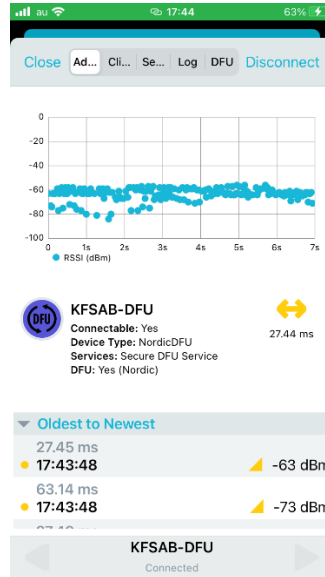 au 17:44 63%
Close Ad... Cli... Se... Log DFU Disconnect
0
-20
-40
-60
-80
-100
0 1s 2s 3s 4s 5s 6s 7s
RSSI (dBm)
DFU
KFSAB-DFU
Connectable: Yes
Device Type: NordicDFU
Services: Secure DFU Service
DFU: Yes (Nordic)
27.44 ms
Oldest to Newest
27.45 ms
17:43:48 -63 dBm
63.14 ms
17:43:48 -73 dBm
KFSAB-DFU
Connected